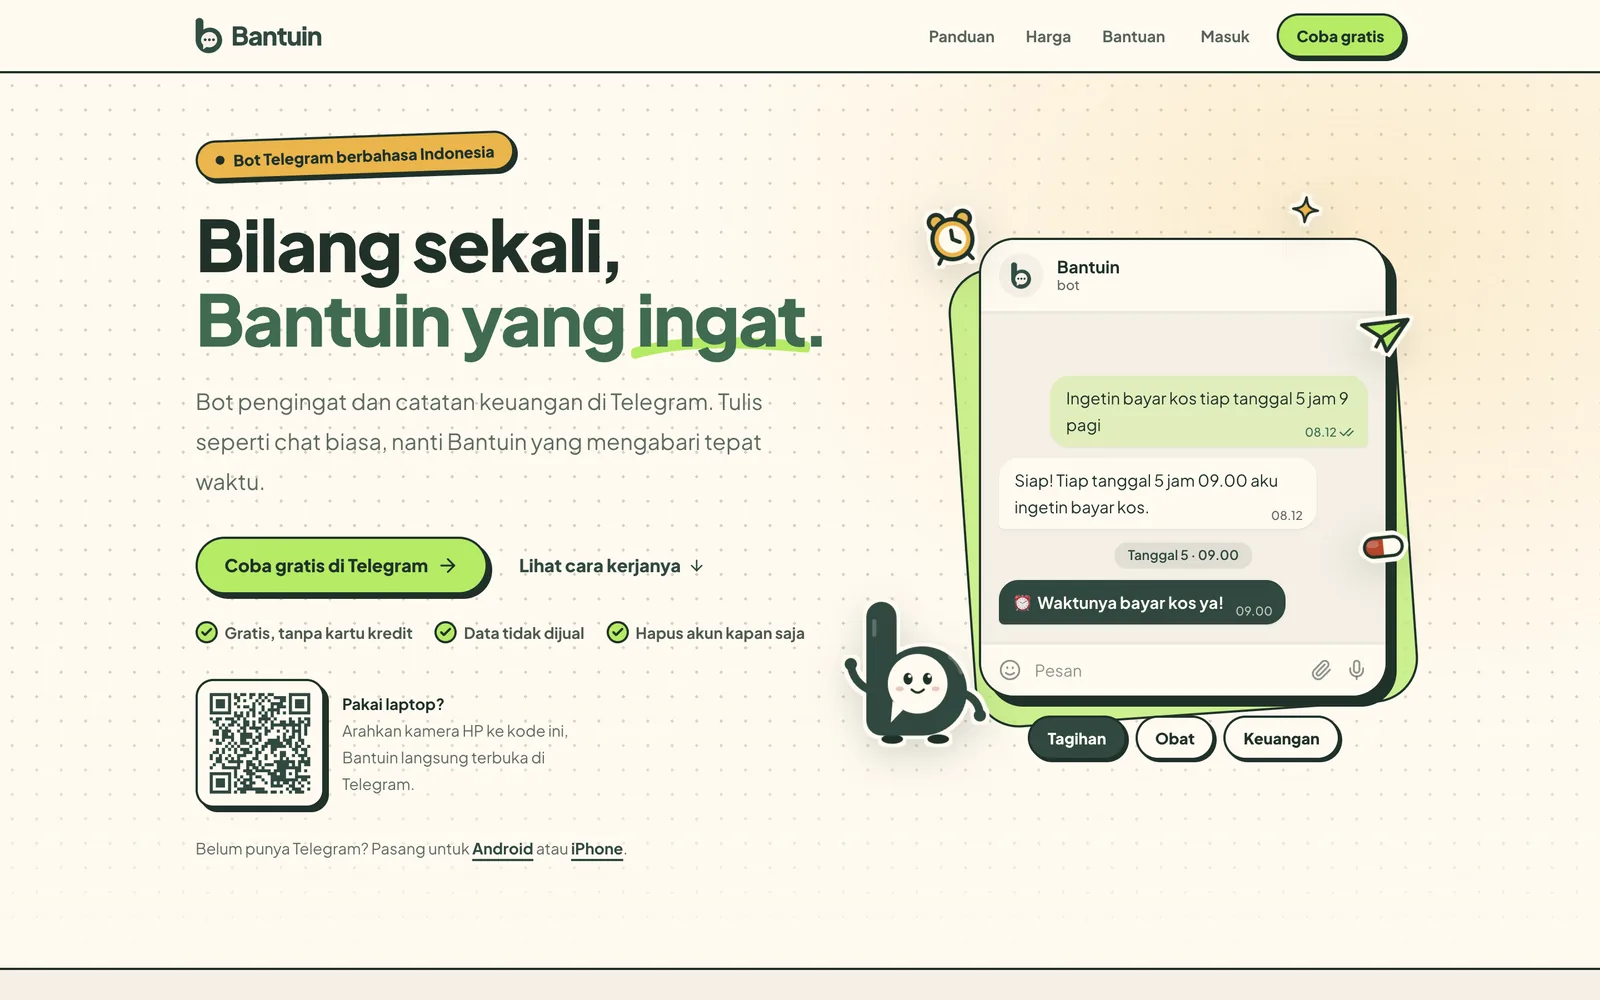 Bantuin
Panduan
Harga
Bantuan
Masuk
Coba gratis
Bot Telegram berbahasa Indonesia
Bilang sekali,
Bantuin yang ingat.
Bot pengingat dan catatan keuangan di Telegram. Tulis
seperti chat biasa, nanti Bantuin yang mengabari tepat
waktu.
Coba gratis di Telegram →
Lihat cara kerjanya ↓
Gratis, tanpa kartu kredit
Data tidak dijual
Hapus akun kapan saja
Pakai laptop?
Arahkan kamera HP ke kode ini,
Bantuin langsung terbuka di
Telegram.
Belum punya Telegram? Pasang untuk Android atau iPhone.
Bantuin
bot
Ingetin bayar kos tiap tanggal 5 jam 9
pagi
08.12
Siap! Tiap tanggal 5 jam 09.00 aku
ingetin bayar kos.
08.12
Tanggal 5 · 09.00
⏰ Waktunya bayar kos ya!
09.00
Pesan
Tagihan
Obat
Keuangan